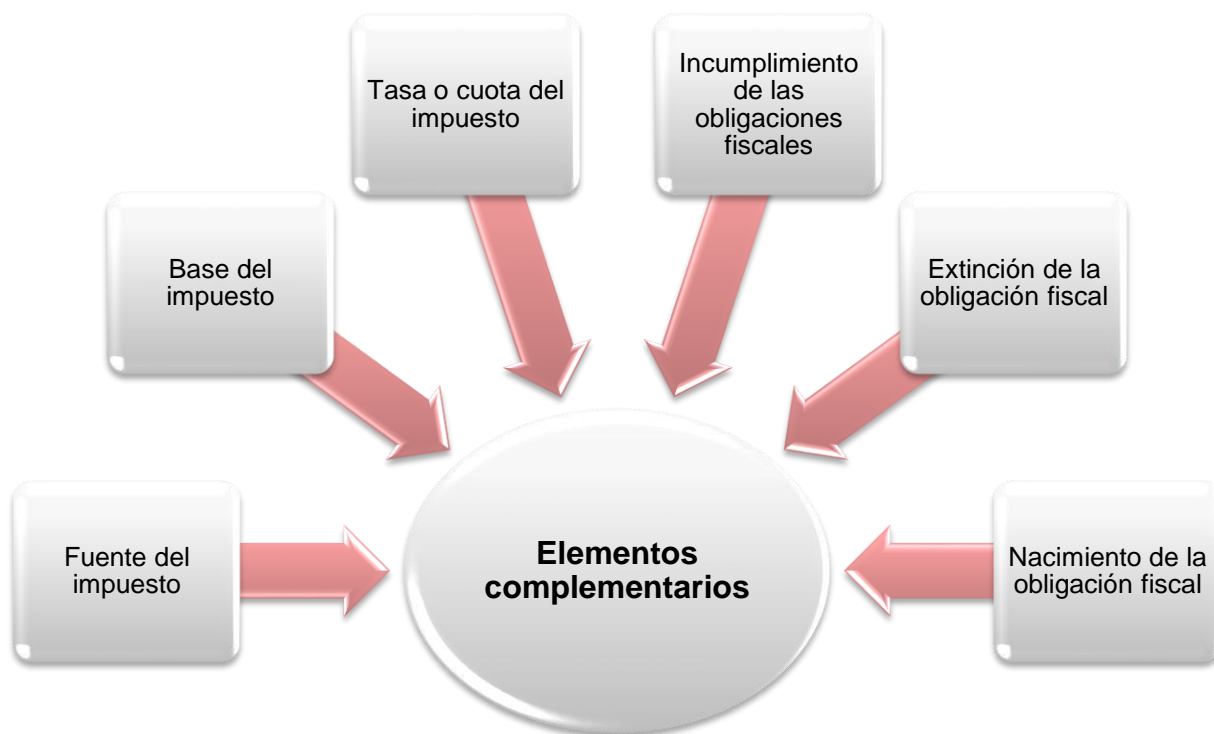 Tasa o cuota del
impuesto
Incumplimiento
de las
obligaciones
fiscales
Base del
impuesto
Extinción de la
obligación fiscal
Fuente del
impuesto
Elementos
complementarios
Nacimiento de la
obligación fiscal